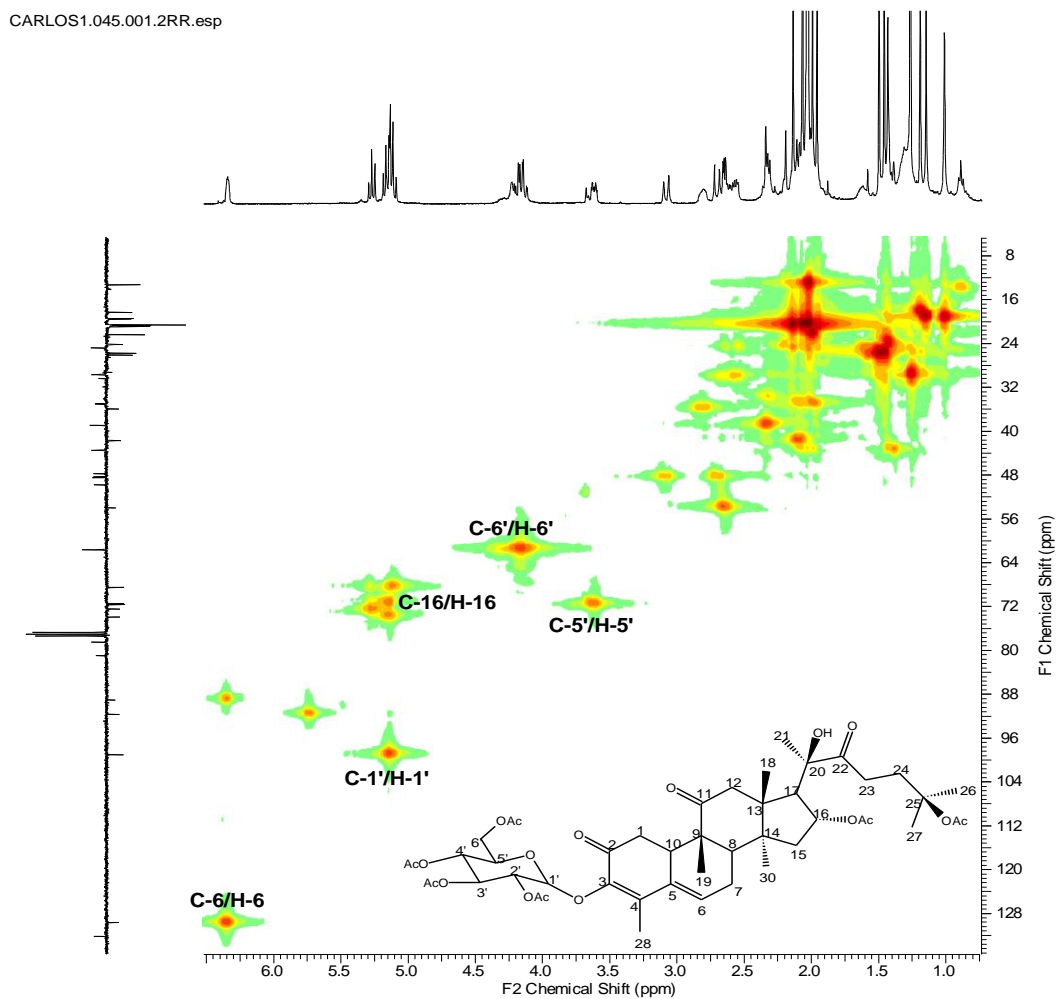 CARLOS1.045.001.2RR.esp
8
16
24
32
40
48
56
64
72
80
88
96
104
112
120
128
F1 Chemical Shift (ppm)
C-6'/H-6'
C-16/H-16
C-5'/H-5'
C-1'/H-1'
C-6/H-6
21
OH
O
18
20
22
24
12
23
26
O
11
17
25
13
16
OAc
OAc
27
OAc
1
9
14
6'
O
2
10
8
15
AcO
4'
5'
O
19
30
AcO
2'
1'
3
5
7
3'
OAc
O
4
6
28
6.0 5.5 5.0 4.5 4.0 3.5 3.0 2.5 2.0 1.5 1.0
F2 Chemical Shift (ppm)